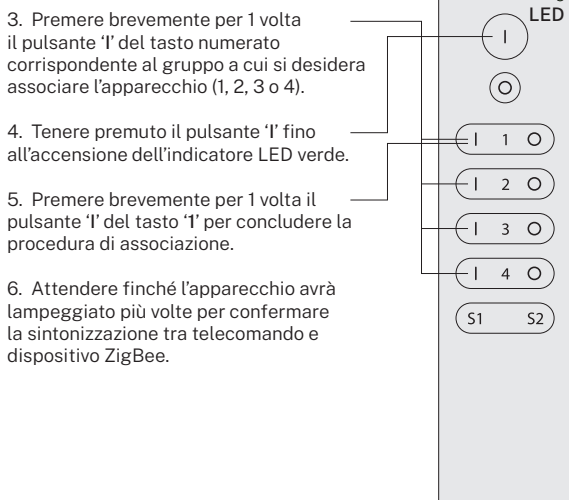 3. Premere brevemente per 1 volta
il pulsante ‘I’ del tasto numerato
corrispondente al gruppo a cui si desidera
associare l’apparecchio (1, 2, 3 o 4).
4. Tenere premuto il pulsante ‘I’ fino
all’accensione dell’indicatore LED verde.
5. Premere brevemente per 1 volta il
pulsante ‘I’ del tasto ‘1’ per concludere la
procedura di associazione.
6. Attendere finché l’apparecchio avrà
lampeggiato più volte per confermare
la sintonizzazione tra telecomando e
dispositivo ZigBee.
LED
I
O
I 1 O
I 2 O
I 3 O
I 4 O
S1 S2